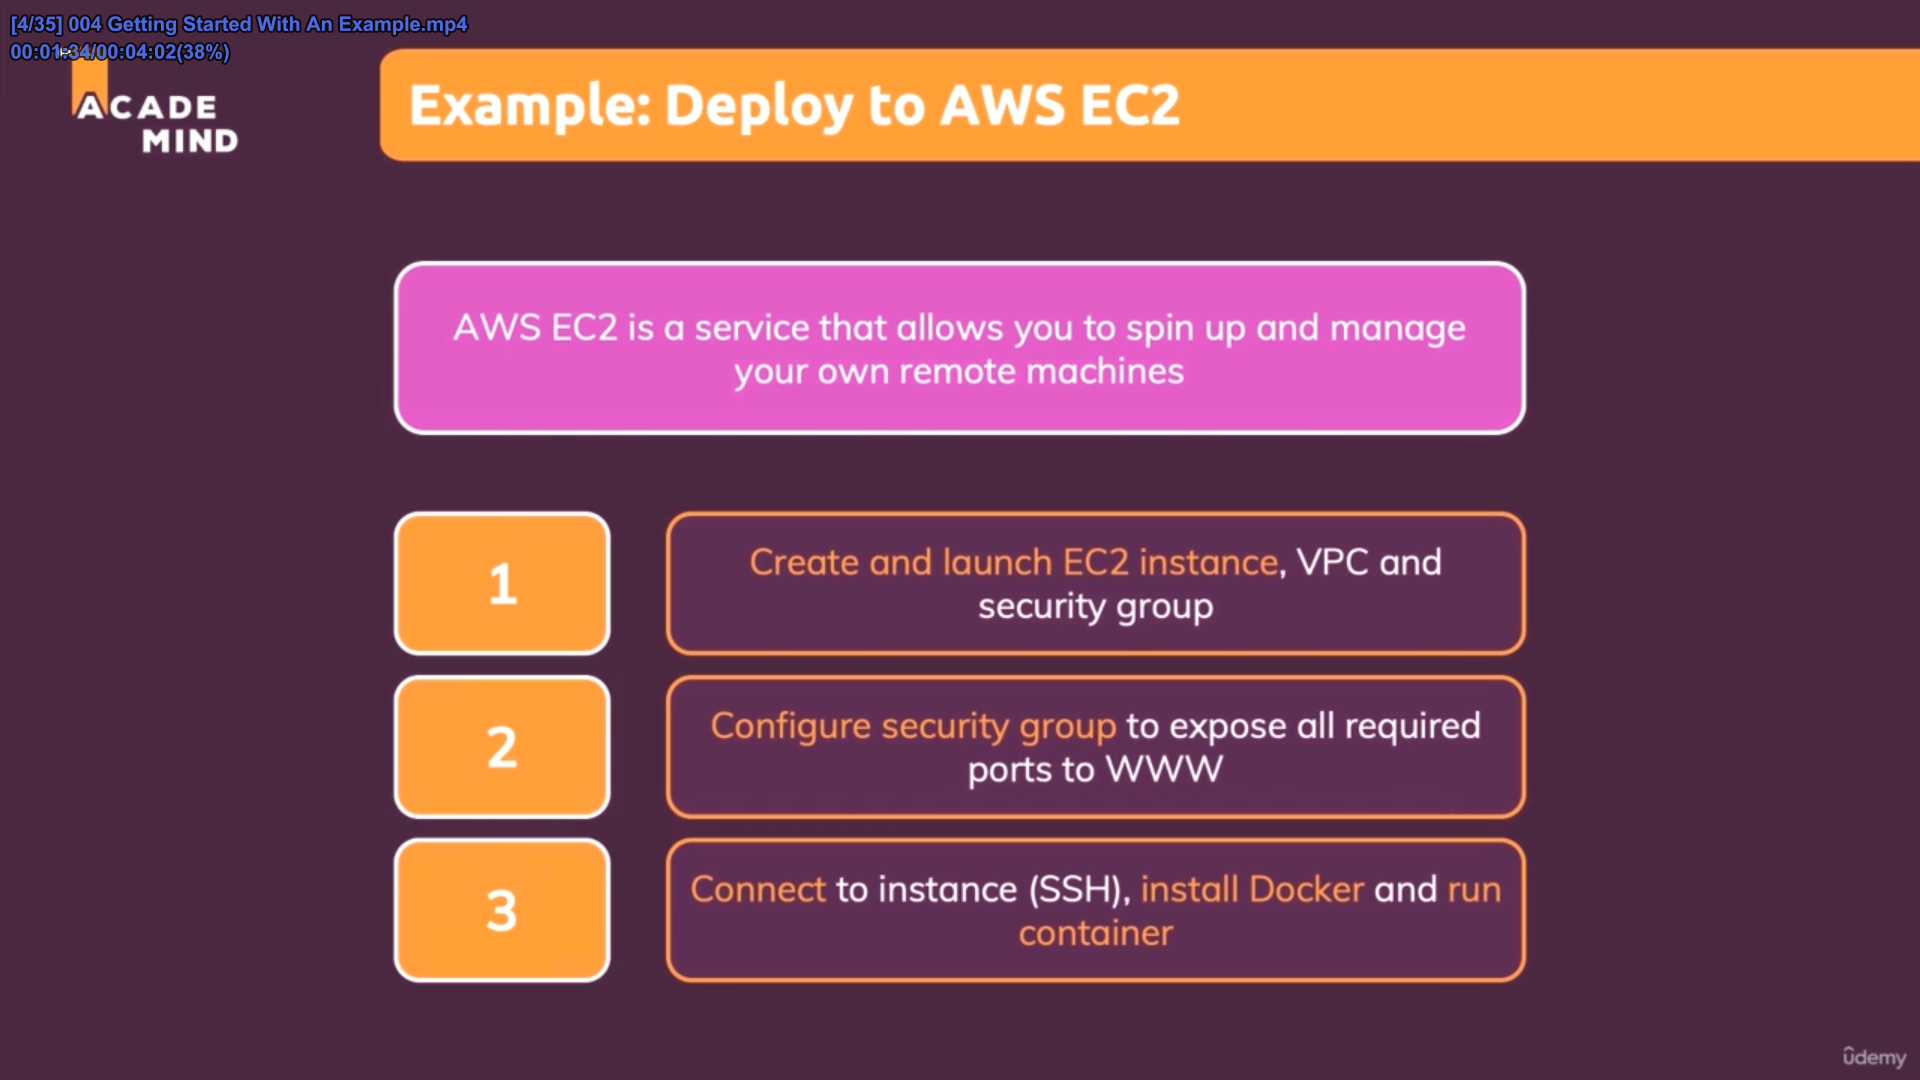 [4/35] 004 Getting Started With An Example.mp4
00:01:34/00:04:02(38%)
ACADE
MIND
Example: Deploy to AWS EC2
AWS EC2 is a service that allows you to spin up and manage
your own remote machines
1
Create and launch EC2 instance, VPC and
security group
2
Configure security group to expose all required
ports to WWW
3
Connect to instance (SSH), install Docker and run
container
ûdemy